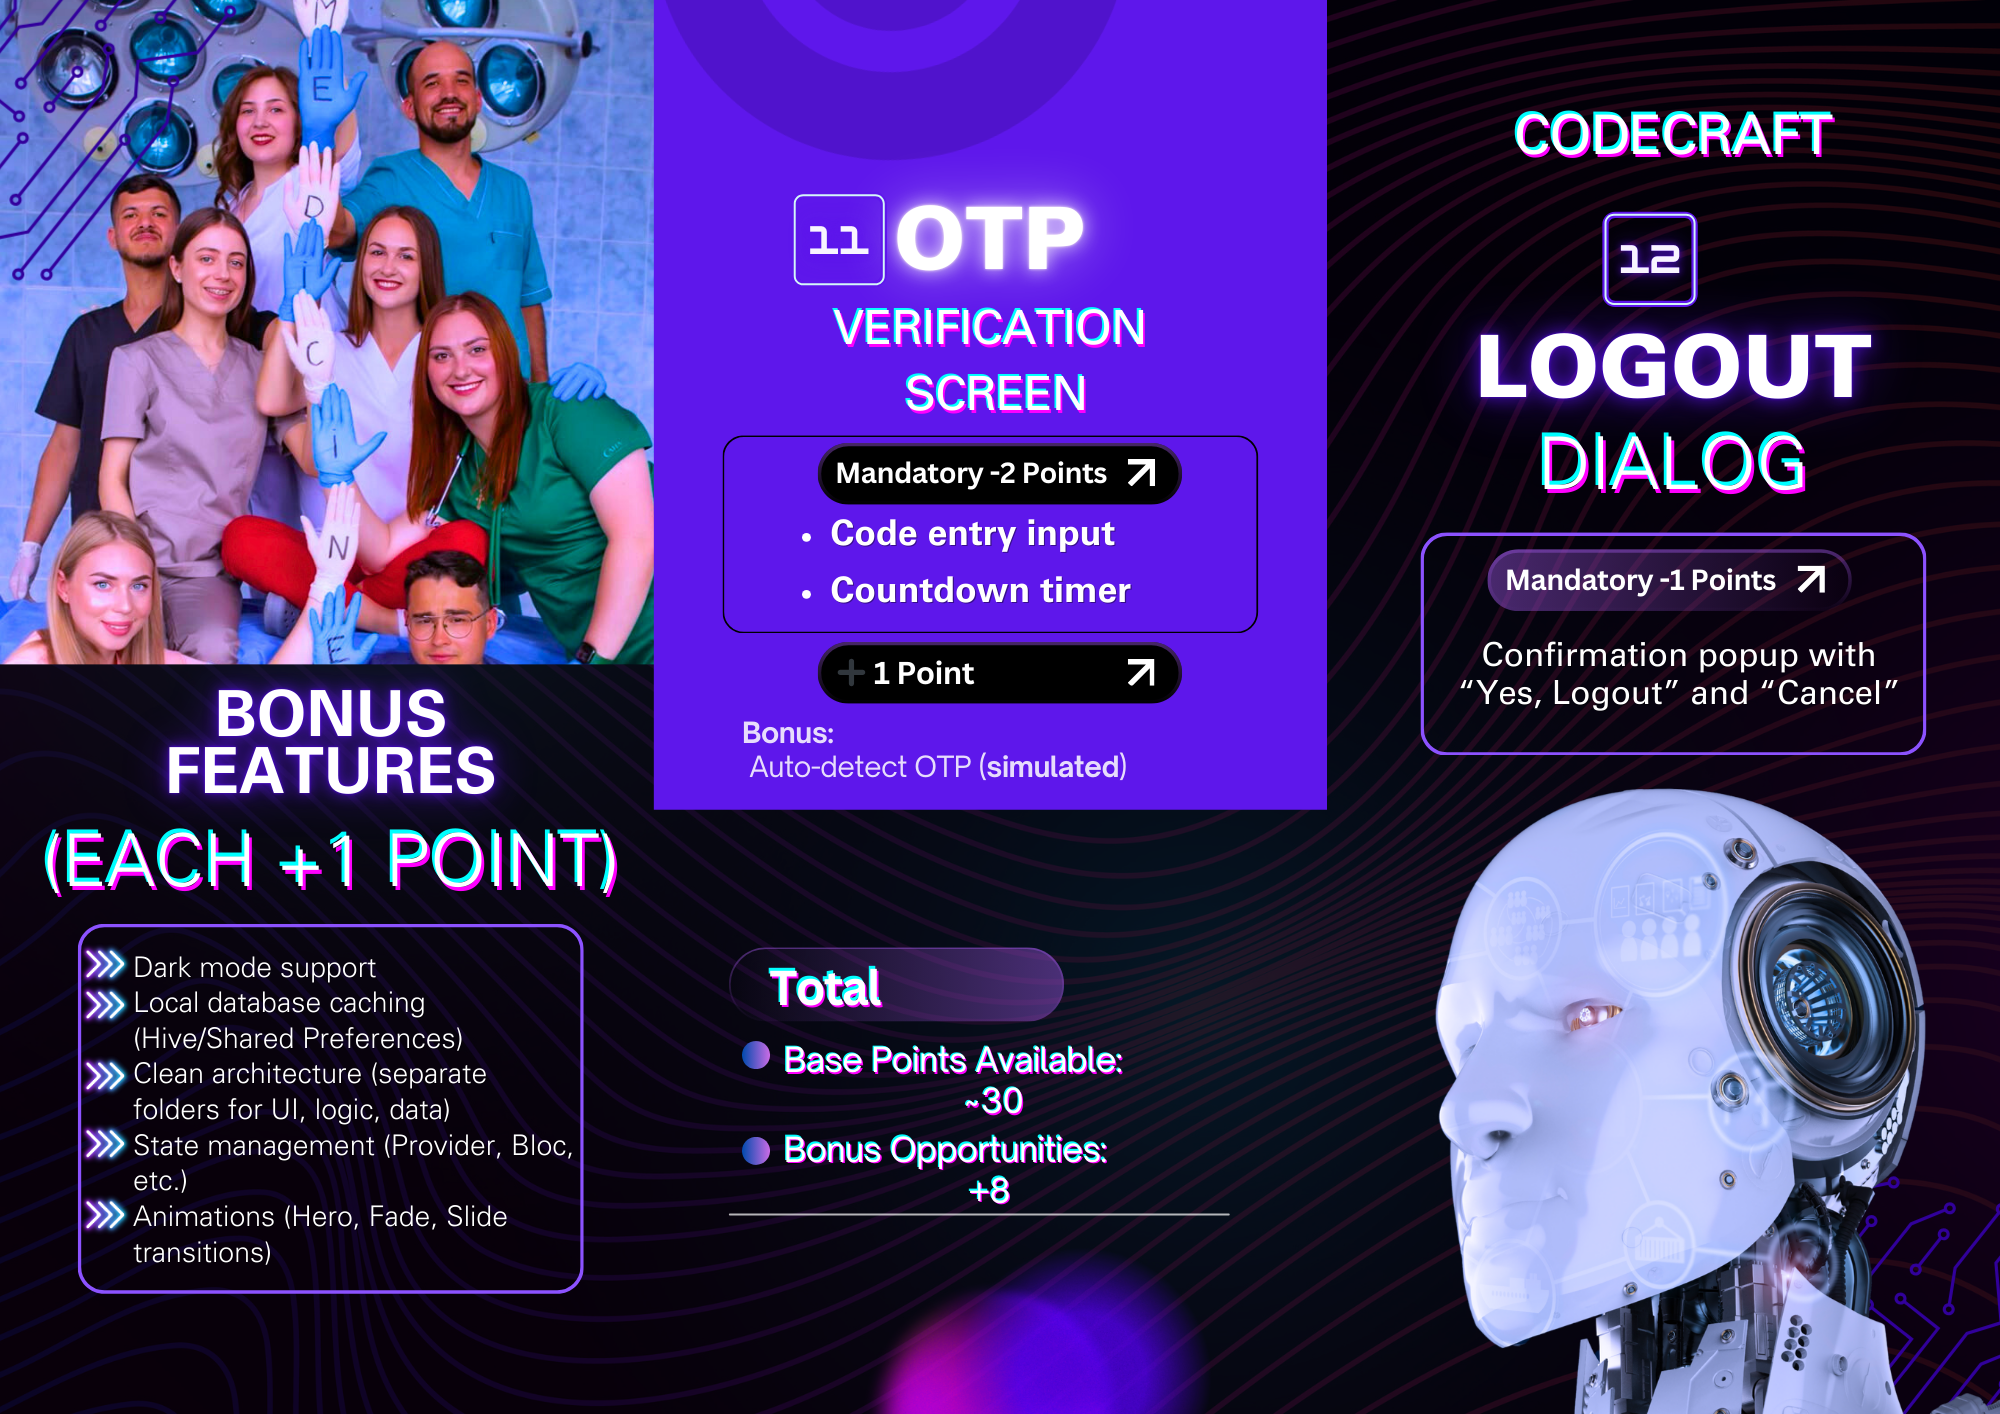 M
E
D
I
C
I
N
E
BONUS
FEATURES
(EACH +1 POINT)
Dark mode support
Local database caching
(Hive/Shared Preferences)
Clean architecture (separate
folders for UI, logic, data)
State management (Provider, Bloc,
etc.)
Animations (Hero, Fade, Slide
transitions)
11 OTP
VERIFICATION
SCREEN
Mandatory -2 Points
• Code entry input
• Countdown timer
+ 1 Point
Bonus:
Auto-detect OTP (simulated)
Total
Base Points Available:
~30
Bonus Opportunities:
+8
CODECRAFT
12
LOGOUT
DIALOG
Mandatory -1 Points
Confirmation popup with
“Yes, Logout” and “Cancel”